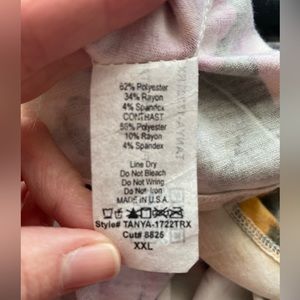 62% Polyester
34% Rayon
4% Spandex
CONTRAST
86% Polyester
10% Rayon
4% Spandex
Line Dry
Do Not Bleach
Do Not Wring
Do Not Iron
MADE IN U.S.A.
Style# TANYA-1722TRX
Cut# 8825
XXL